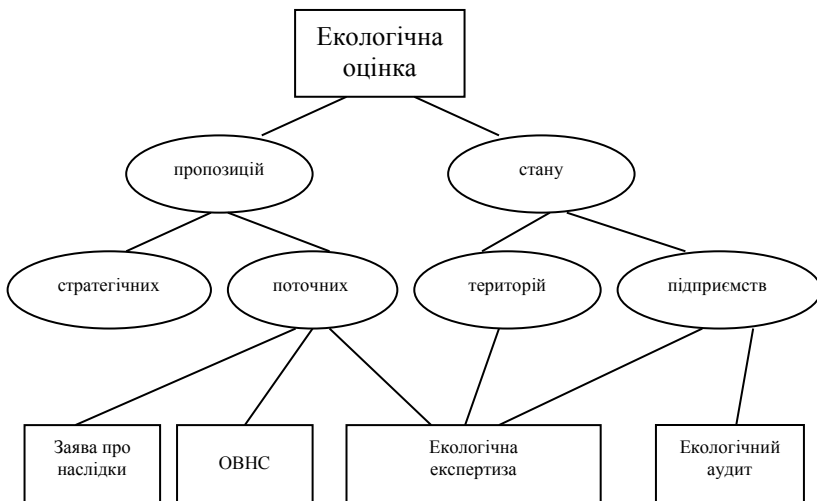 Екологічна
оцінка
пропозицій
стану
стратегічних
поточних
територій
підприємств
Заява про
наслідки
ОВНС
Екологічна
експертиза
Екологічний
аудит